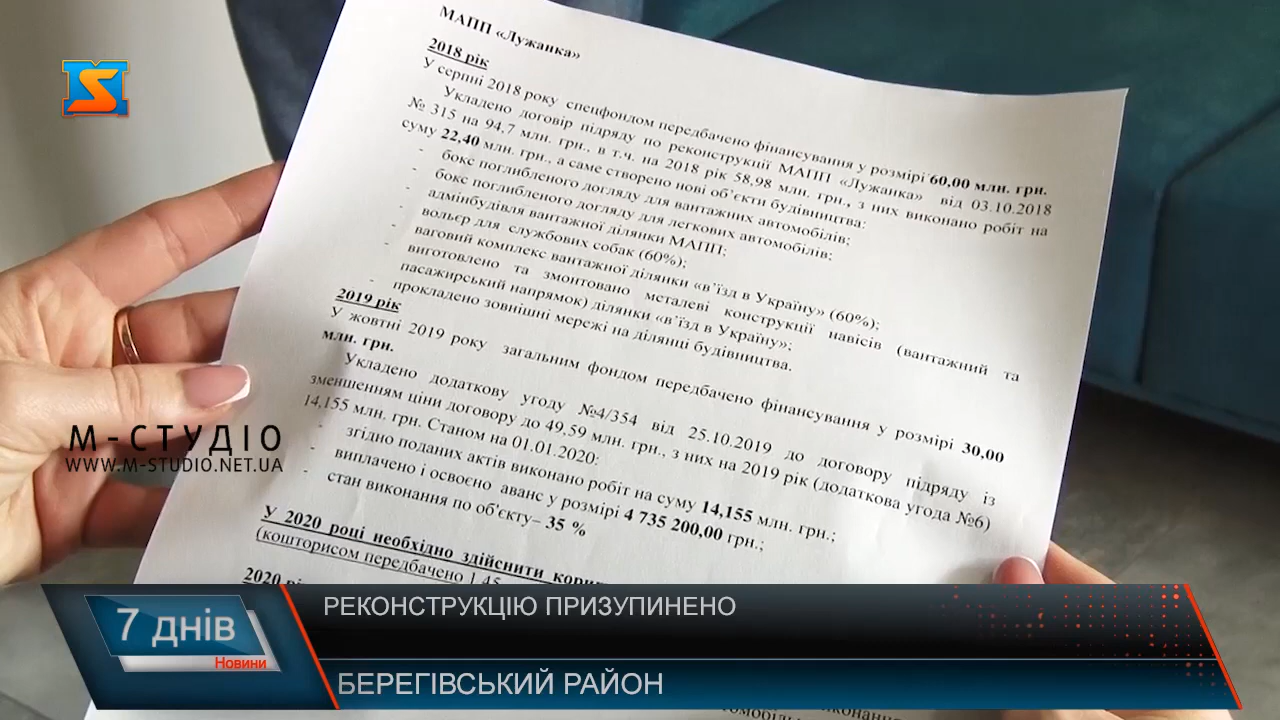 МАПП «Лужанка»
2018 рік
У серпні 2018 року спецфондом передбачено фінансування у розмірі 60,00 млн. грн.
Укладено договір підряду по реконструкції МАПП «Лужанка» від 03.10.2018
№ 315 на 94,7 млн. грн., в т.ч. на 2018 рік 58,98 млн. грн., з них виконано робіт на
суму 22,40 млн. грн., а саме створено нові об’єкти будівництва:
- бокс поглибленого догляду для вантажних автомобілів;
- бокс поглибленого догляду для легкових автомобілів;
- адмінбудівля вантажної ділянки МАПП;
- вольєр для службових собак (60%);
- ваговий комплекс вантажної ділянки «в’їзд в Україну» (60%);
- виготовлено та змонтовано металеві конструкції навісів (вантажний та
пасажирський напрямок) ділянки «в’їзд в Україну»;
- прокладено зовнішні мережі на ділянці будівництва.
2019 рік
У жовтні 2019 року загальним фондом передбачено фінансування у розмірі 30,00
млн. грн.
Укладено додаткову угоду №4/354 від 25.10.2019 до договору підряду із
зменшенням ціни договору до 49,59 млн. грн., з них на 2019 рік (додаткова угода №6)
14,155 млн. грн. Станом на 01.01.2020:
- згідно поданих актів виконано робіт на суму 14,155 млн. грн.;
- виплачено і освоєно аванс у розмірі 4 735 200,00 грн.;
- стан виконання по об'єкту– 35 %
У 2020 році необхідно здійснити
(кошторисом передбачено
2020
М-СТУДІО
WWW.M-STUDIO.NET.UA
7 днів
Новини
РЕКОНСТРУКЦІЮ ПРИЗУПИНЕНО
БЕРЕГІВСЬКИЙ РАЙОН